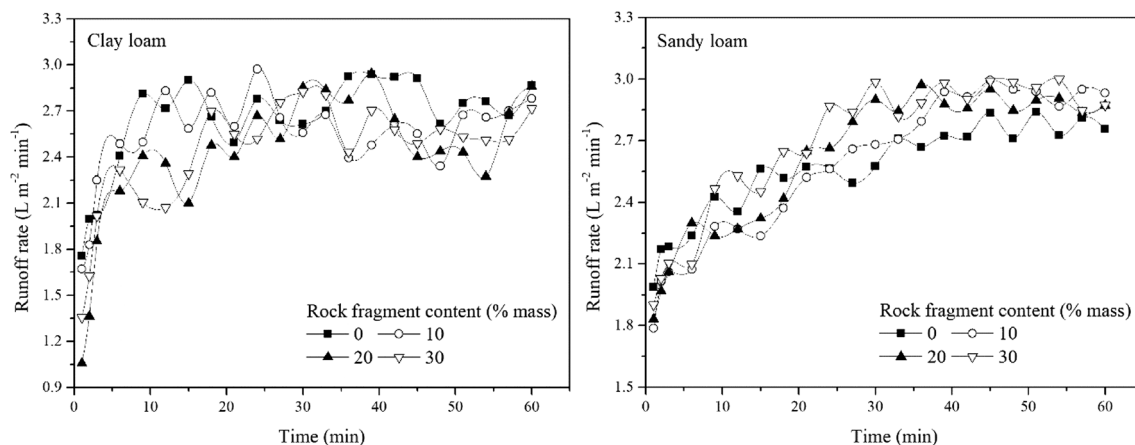 Clay loam
Runoff rate (L m⁻² min⁻¹)
3.3
3.0
2.7
2.4
2.1
1.8
1.5
1.2
0.9
Rock fragment content (% mass)
0 10
20 30
0 10 20 30 40 50 60
Time (min)
Sandy loam
Runoff rate (L m⁻² min⁻¹)
3.3
3.0
2.7
2.4
2.1
1.8
1.5
Rock fragment content (% mass)
0 10
20 30
0 10 20 30 40 50 60
Time (min)